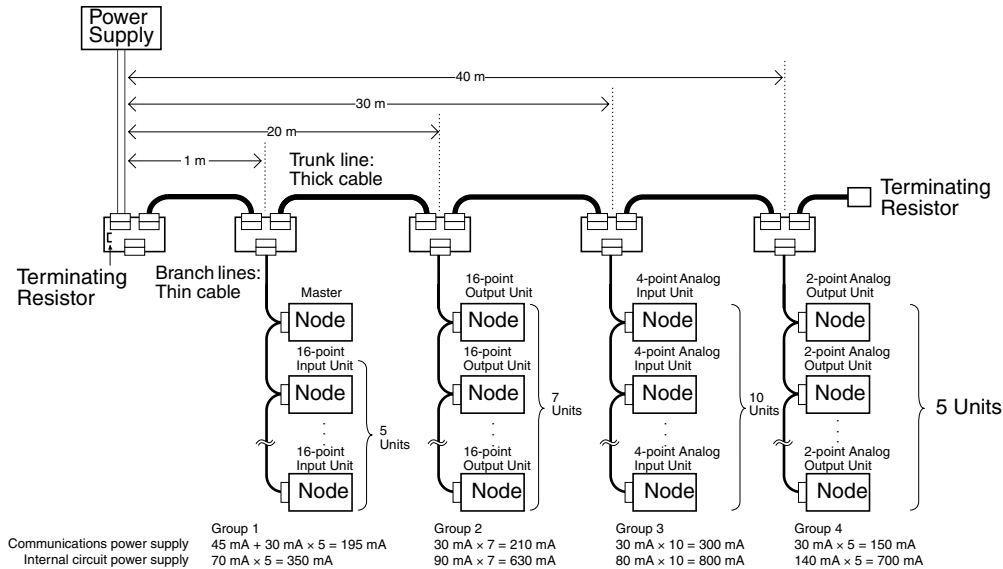 Power
Supply
40 m
30 m
20 m
1 m
Trunk line:
Thick cable
Terminating
Resistor
Terminating
Resistor
Branch lines:
Thin cable
Master
Node
16-point
Input Unit
Node
16-point
Input Unit
Node
5
Units
16-point
Output Unit
Node
16-point
Output Unit
Node
16-point
Output Unit
Node
7
Units
4-point Analog
Input Unit
Node
4-point Analog
Input Unit
Node
4-point Analog
Input Unit
Node
10
Units
2-point Analog
Output Unit
Node
2-point Analog
Output Unit
Node
2-point Analog
Output Unit
Node
5 Units
Group 1 Group 2 Group 3 Group 4
Communications power supply 45 mA + 30 mA × 5 = 195 mA 30 mA × 7 = 210 mA 30 mA × 10 = 300 mA 30 mA × 5 = 150 mA
Internal circuit power supply 70 mA × 5 = 350 mA 90 mA × 7 = 630 mA 80 mA × 10 = 800 mA 140 mA × 5 = 700 mA